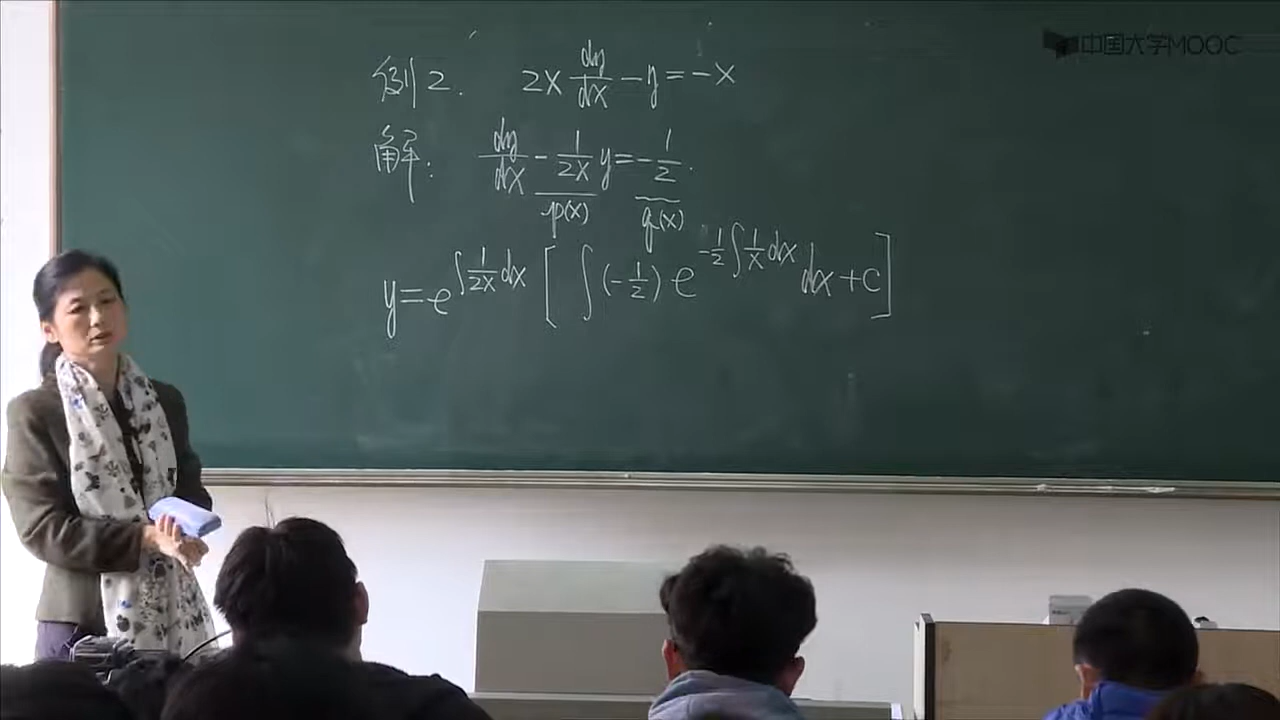 中国大学MOOC
例2. 2x dy/dx - y = -x
解: dy/dx - 1/2x y = - 1/2.
p(x) q(x)
y = e^∫1/2x dx [ ∫(-1/2) e^-1/2∫1/x dx dx + C ]